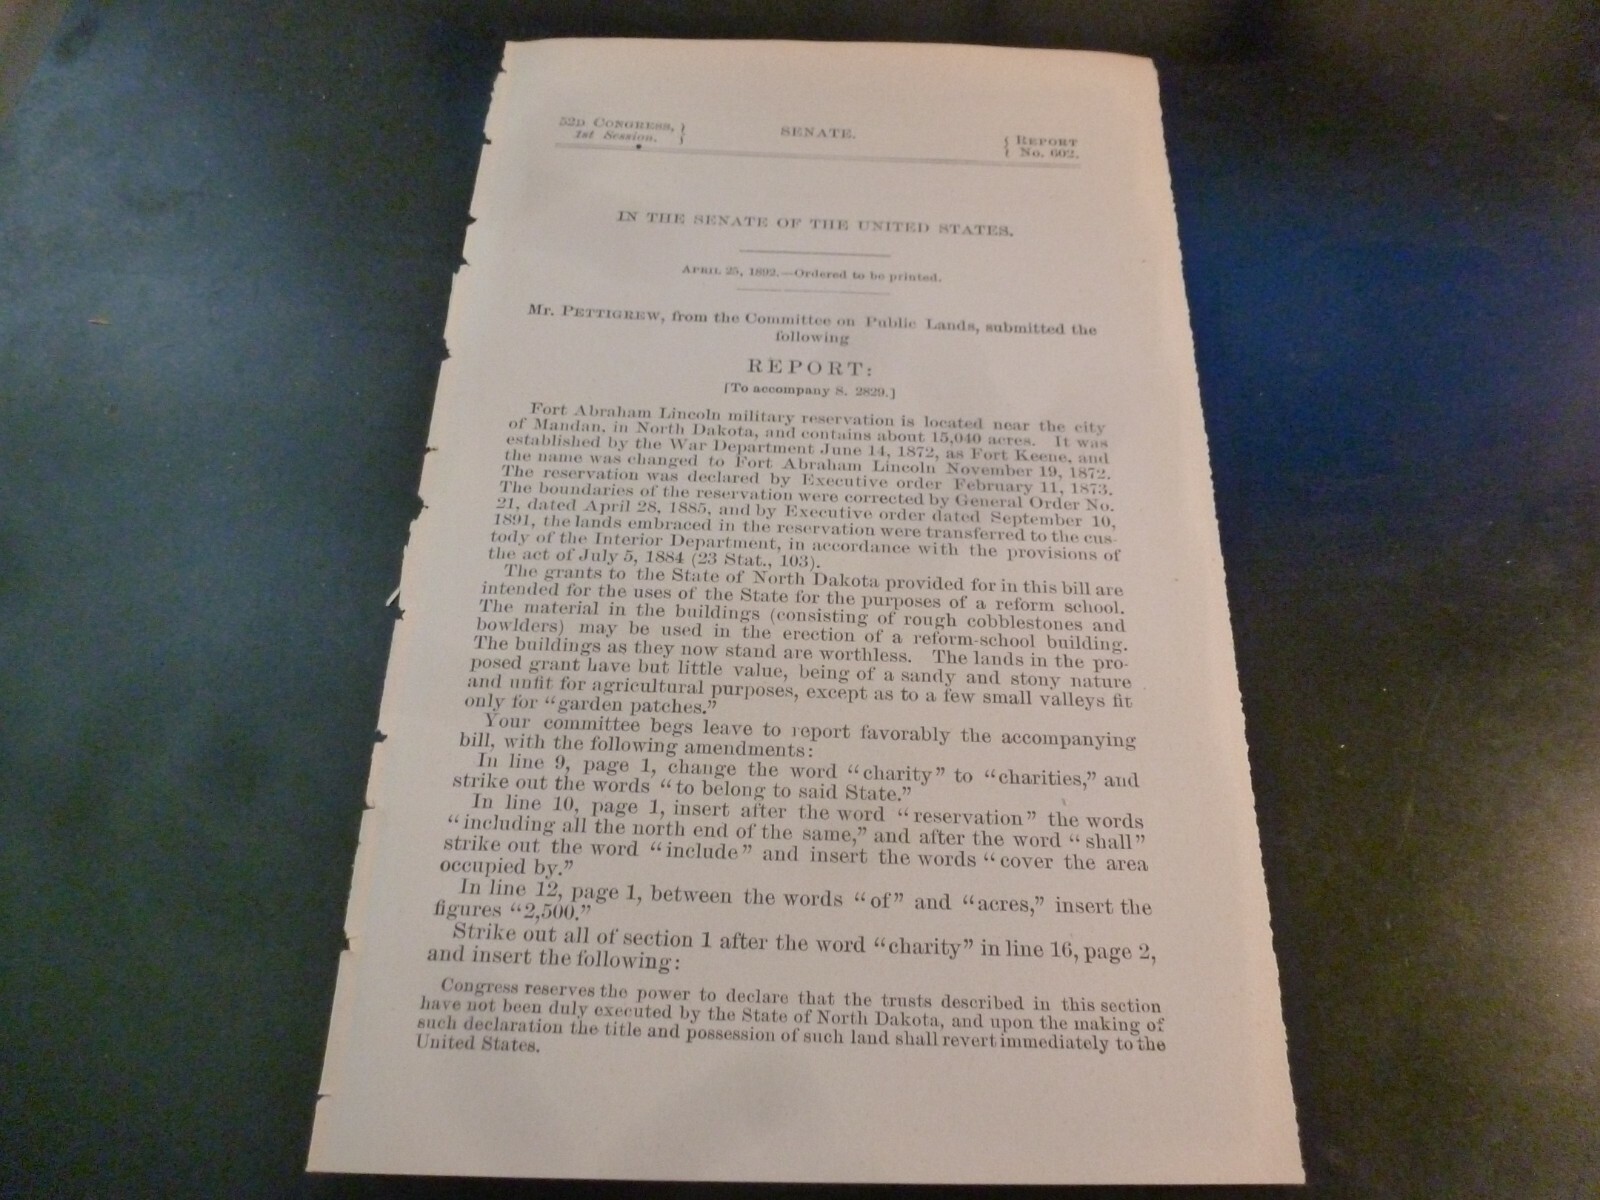 52D CONGRESS, } SENATE. { REPORT
1st Session. } { No. 602.
IN THE SENATE OF THE UNITED STATES.
APRIL 25, 1892.—Ordered to be printed.
Mr. PETTIGREW, from the Committee on Public Lands, submitted the
following
REPORT:
[To accompany S. 2829.]
Fort Abraham Lincoln military reservation is located near the city
of Mandan, in North Dakota, and contains about 15,040 acres. It was
established by the War Department June 14, 1872, as Fort Keene, and
the name was changed to Fort Abraham Lincoln November 19, 1872.
The reservation was declared by Executive order February 11, 1873.
The boundaries of the reservation were corrected by General Order No.
21, dated April 28, 1885, and by Executive order dated September 10,
1891, the lands embraced in the reservation were transferred to the cus-
tody of the Interior Department, in accordance with the provisions of
the act of July 5, 1884 (23 Stat., 103).
The grants to the State of North Dakota provided for in this bill are
intended for the uses of the State for the purposes of a reform school.
The material in the buildings (consisting of rough cobblestones and
bowlders) may be used in the erection of a reform-school building.
The buildings as they now stand are worthless. The lands in the pro-
posed grant have but little value, being of a sandy and stony nature
and unfit for agricultural purposes, except as to a few small valleys fit
only for "garden patches."
Your committee begs leave to report favorably the accompanying
bill, with the following amendments:
In line 9, page 1, change the word "charity" to "charities," and
strike out the words "to belong to said State."
In line 10, page 1, insert after the word "reservation" the words
"including all the north end of the same," and after the word "shall"
strike out the word "include" and insert the words "cover the area
occupied by."
In line 12, page 1, between the words "of" and "acres," insert the
figures "2,500."
Strike out all of section 1 after the word "charity" in line 16, page 2,
and insert the following:
Congress reserves the power to declare that the trusts described in this section
have not been duly executed by the State of North Dakota, and upon the making of
such declaration the title and possession of such land shall revert immediately to the
United States.